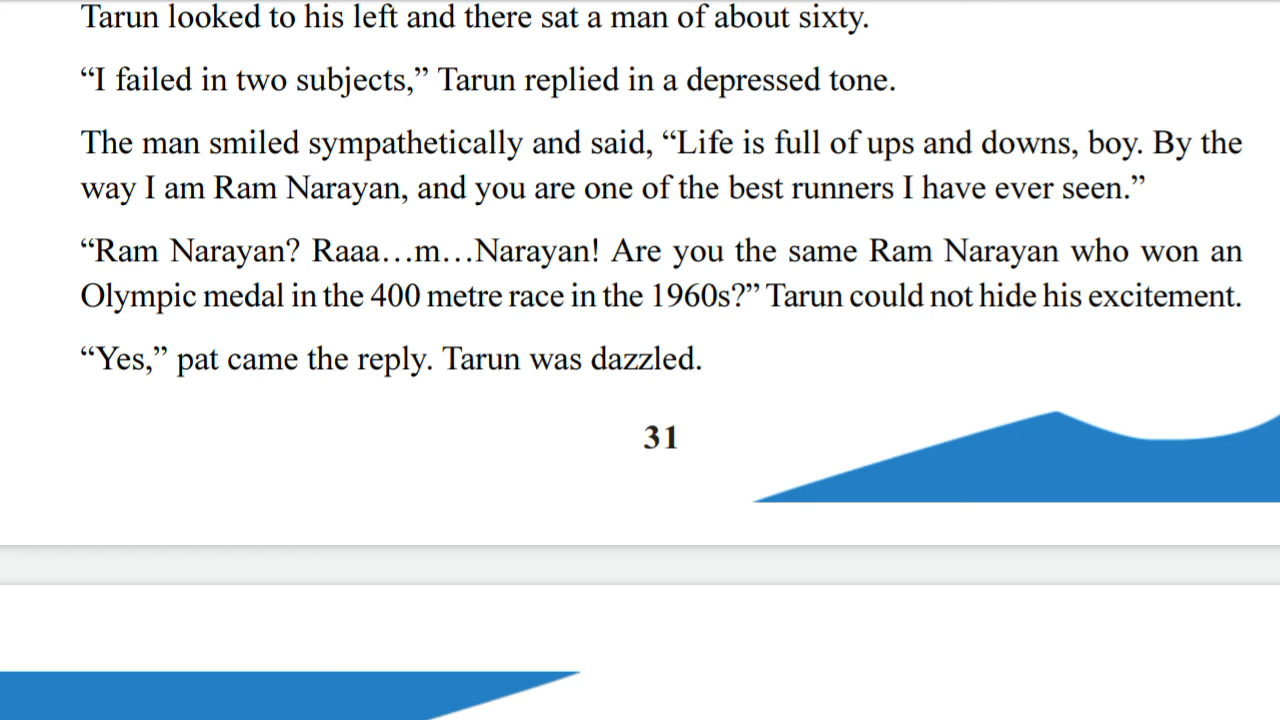 Tarun looked to his left and there sat a man of about sixty.
“I failed in two subjects,” Tarun replied in a depressed tone.
The man smiled sympathetically and said, “Life is full of ups and downs, boy. By the
way I am Ram Narayan, and you are one of the best runners I have ever seen.”
“Ram Narayan? Raaa…m…Narayan! Are you the same Ram Narayan who won an
Olympic medal in the 400 metre race in the 1960s?” Tarun could not hide his excitement.
“Yes,” pat came the reply. Tarun was dazzled.
31